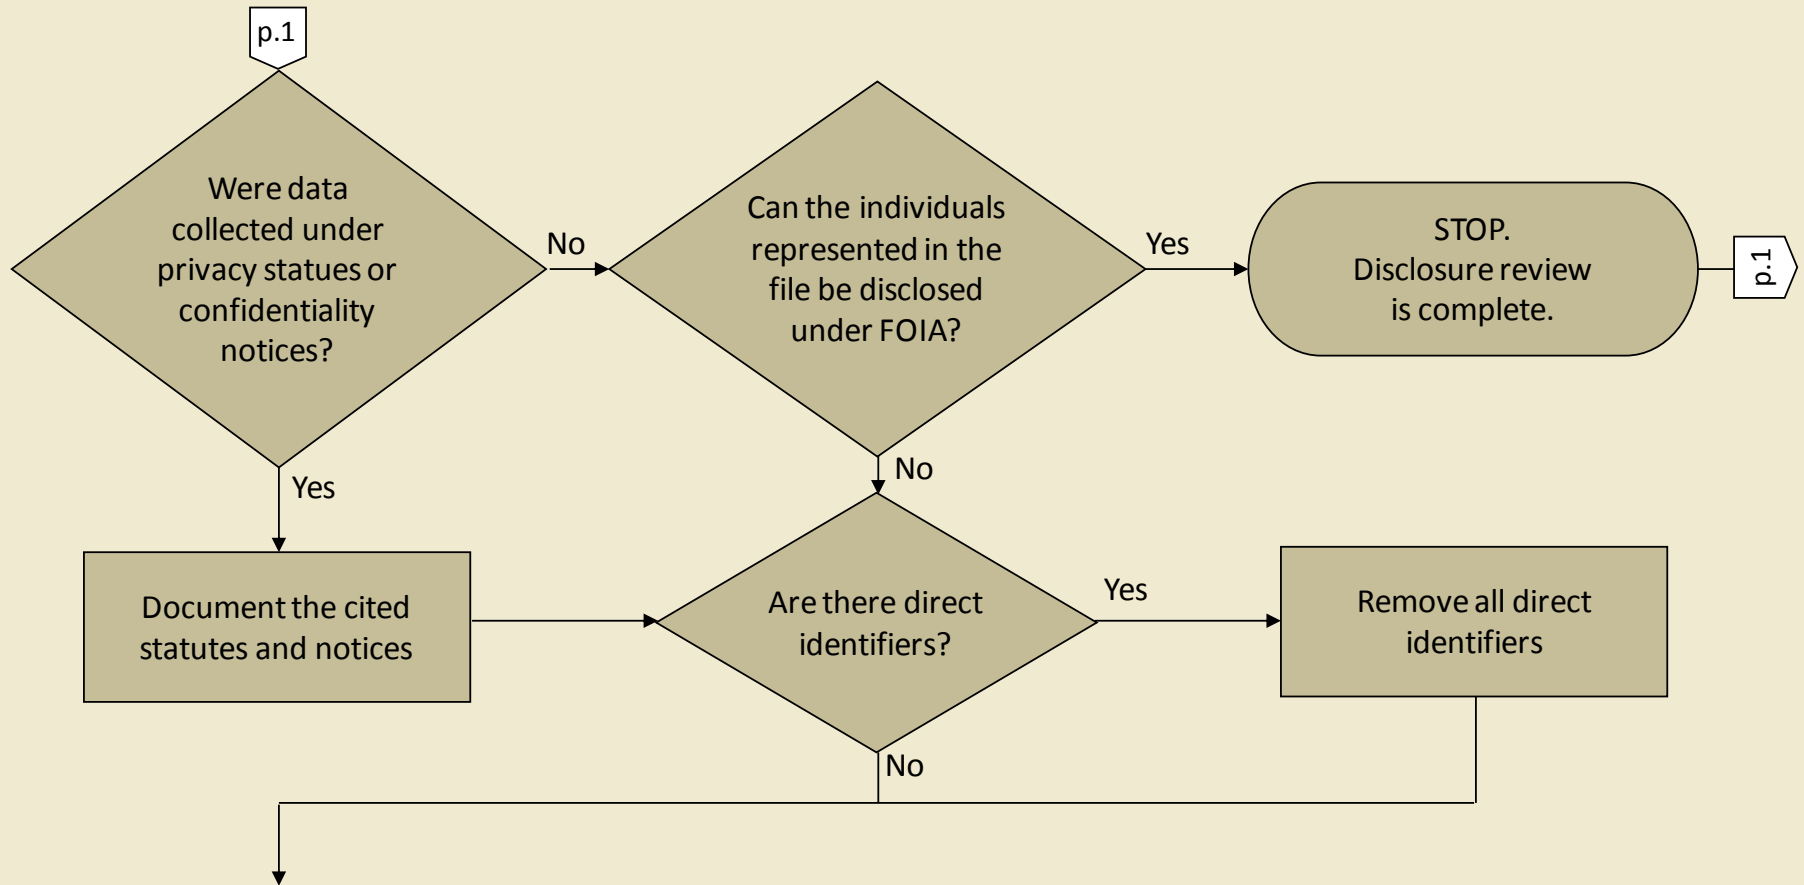 p.1
Were data
collected under
privacy statues or
confidentiality
notices?
No
Can the individuals
represented in the
file be disclosed
under FOIA?
Yes
STOP.
Disclosure review
is complete.
p.1
Yes
No
Document the cited
statutes and notices
Are there direct
identifiers?
Yes
Remove all direct
identifiers
No